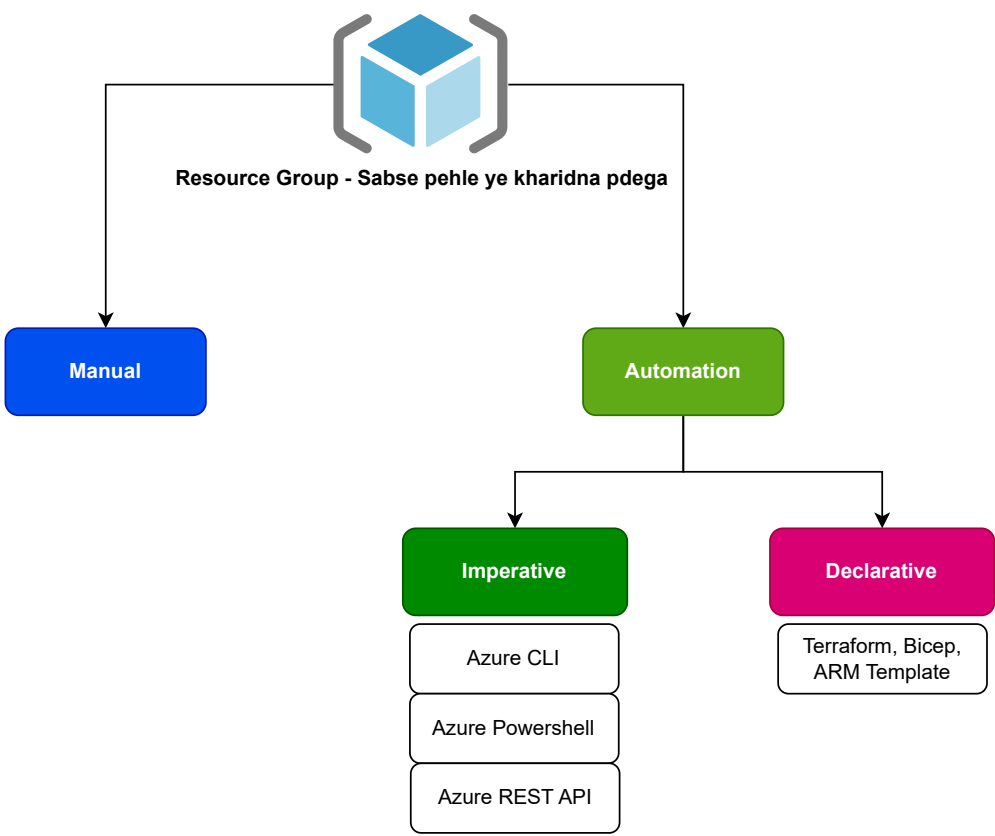 Resource Group - Sabse pehle ye kharidna pdega
Manual
Automation
Imperative
Declarative
Azure CLI
Terraform, Bicep,
ARM Template
Azure Powershell
Azure REST API